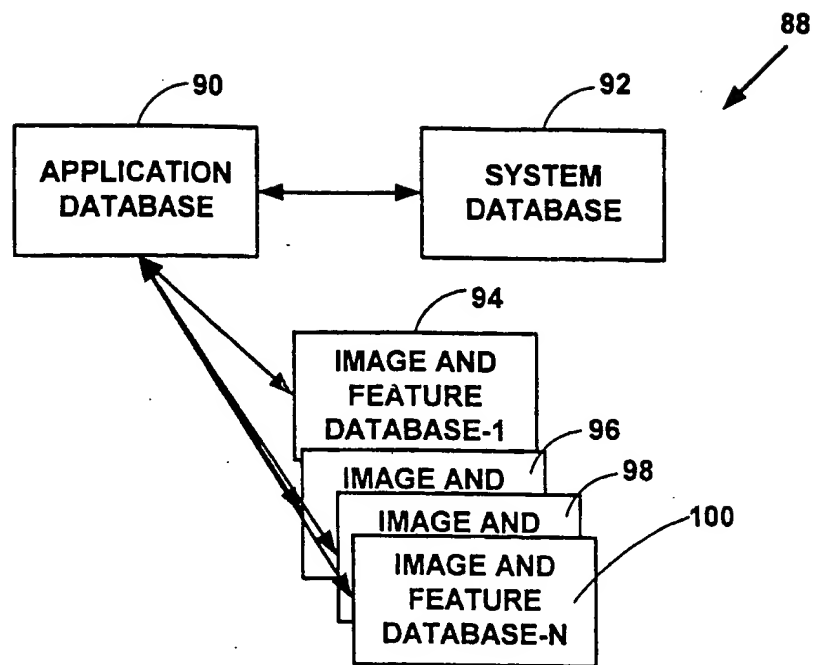 88
90
92
APPLICATION
DATABASE
SYSTEM
DATABASE
94
IMAGE AND
FEATURE
DATABASE-1
96
IMAGE AND
98
IMAGE AND
100
IMAGE AND
FEATURE
DATABASE-N